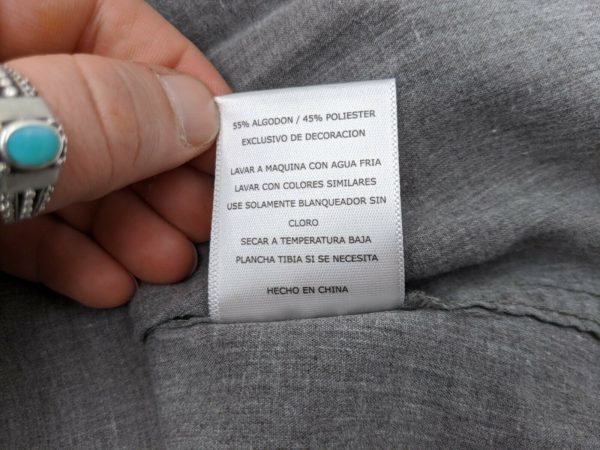 55% ALGODON / 45% POLIESTER
EXCLUSIVO DE DECORACION
LAVAR A MAQUINA CON AGUA FRIA
LAVAR CON COLORES SIMILARES
USE SOLAMENTE BLANQUEADOR SIN
CLORO
SECAR A TEMPERATURA BAJA
PLANCHA TIBIA SI SE NECESITA
HECHO EN CHINA